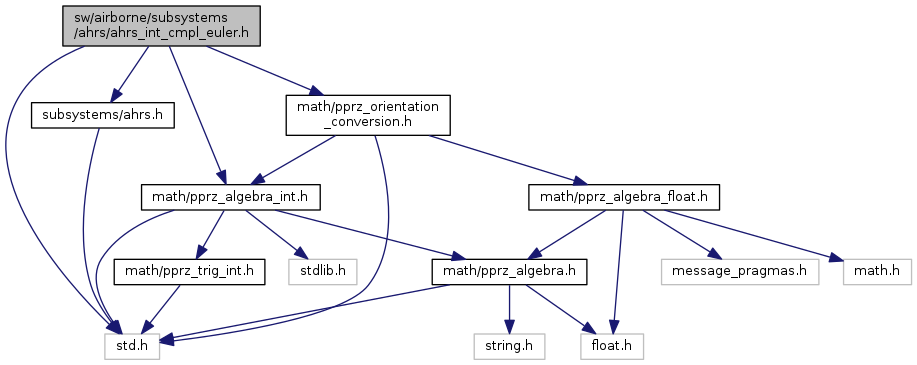 sw/airborne/subsystems
/ahrs/ahrs_int_cmpl_euler.h
subsystems/ahrs.h
math/pprz_orientation
_conversion.h
math/pprz_algebra_int.h
math/pprz_algebra_float.h
math/pprz_trig_int.h
stdlib.h
math/pprz_algebra.h
message_pragmas.h
math.h
std.h
string.h
float.h